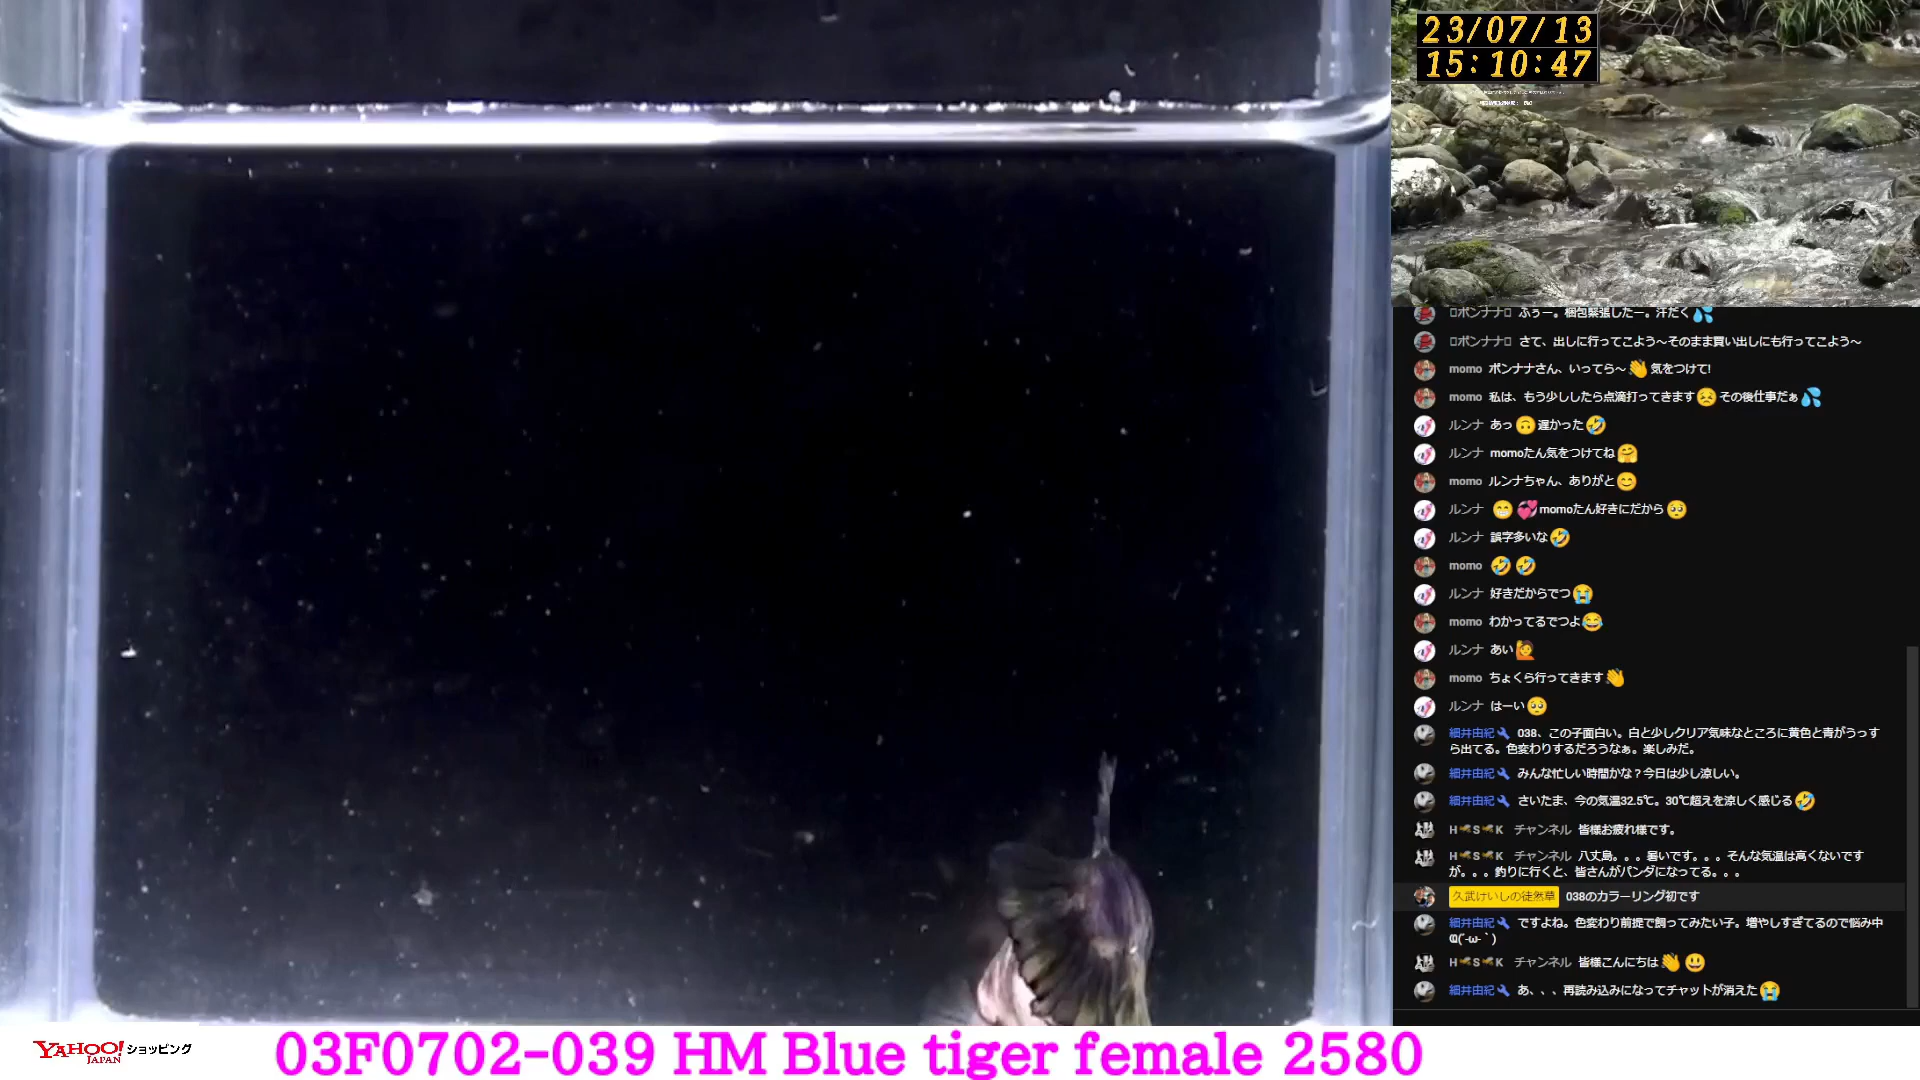 23/07/13
15:10:47
ロボンナナロ ふぅー。梱包緊張したー。汗だく💦
ロボンナナロ さて、出しに行ってこよう〜そのまま買い出しにも行ってこよう〜
momo ボンナナさん、いってら〜👋気をつけて!
momo 私は、もう少ししたら点滴打ってきます😣その後仕事だぁ💦
ルンナ あっ🙃遅かった🤣
ルンナ momoたん気をつけてね🤗
momo ルンナちゃん、ありがと😊
ルンナ 😁💞momoたん好きにだから🥺
ルンナ 誤字多いな🤣
momo 🤣🤣
ルンナ 好きだからでつ😭
momo わかってるでつよ😂
ルンナ あい🙋
momo ちょくら行ってきます👋
ルンナ はーい🥺
細井由紀🔧 038、この子面白い。白と少しクリア気味なところに黄色と青がうっす
ら出てる。色変わりするだろうなぁ。楽しみだ。
細井由紀🔧 みんな忙しい時間かな？今日は少し涼しい。
細井由紀🔧 さいたま、今の気温32.5℃。30℃超えを涼しく感じる🤣
H S K チャンネル 皆様お疲れ様です。
H S K チャンネル 八丈島。。。暑いです。。。そんな気温は高くないです
が。。。釣りに行くと、皆さんがパンダになってる。。。
久武けいしの徒然草 038のカラーリング初です
細井由紀🔧 ですよね。色変わり前提で飼ってみたい子。増やしすぎてるので悩み中
H S K チャンネル 皆様こんにちは👋😃
細井由紀🔧 あ、、、再読み込みになってチャットが消えた😭
YAHOO! JAPAN ショッピング
03F0702-039 HM Blue tiger female 2580